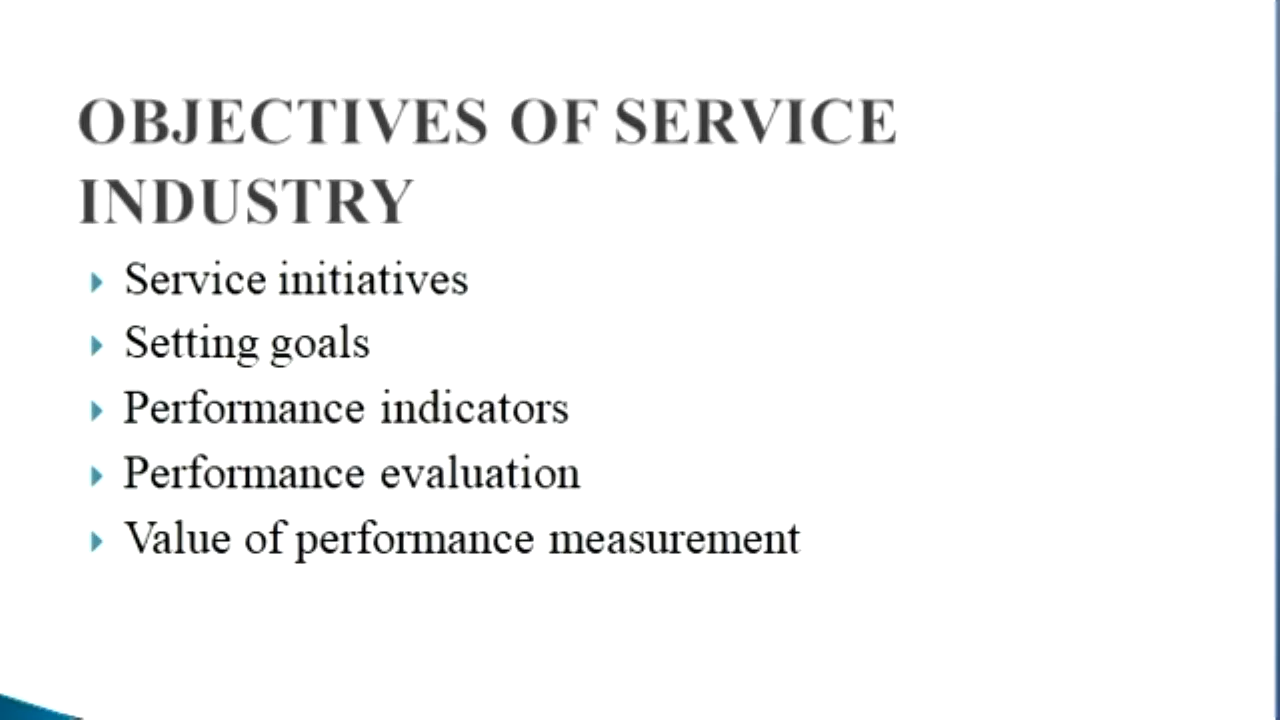 OBJECTIVES OF SERVICE
INDUSTRY
Service initiatives
Setting goals
Performance indicators
Performance evaluation
Value of performance measurement